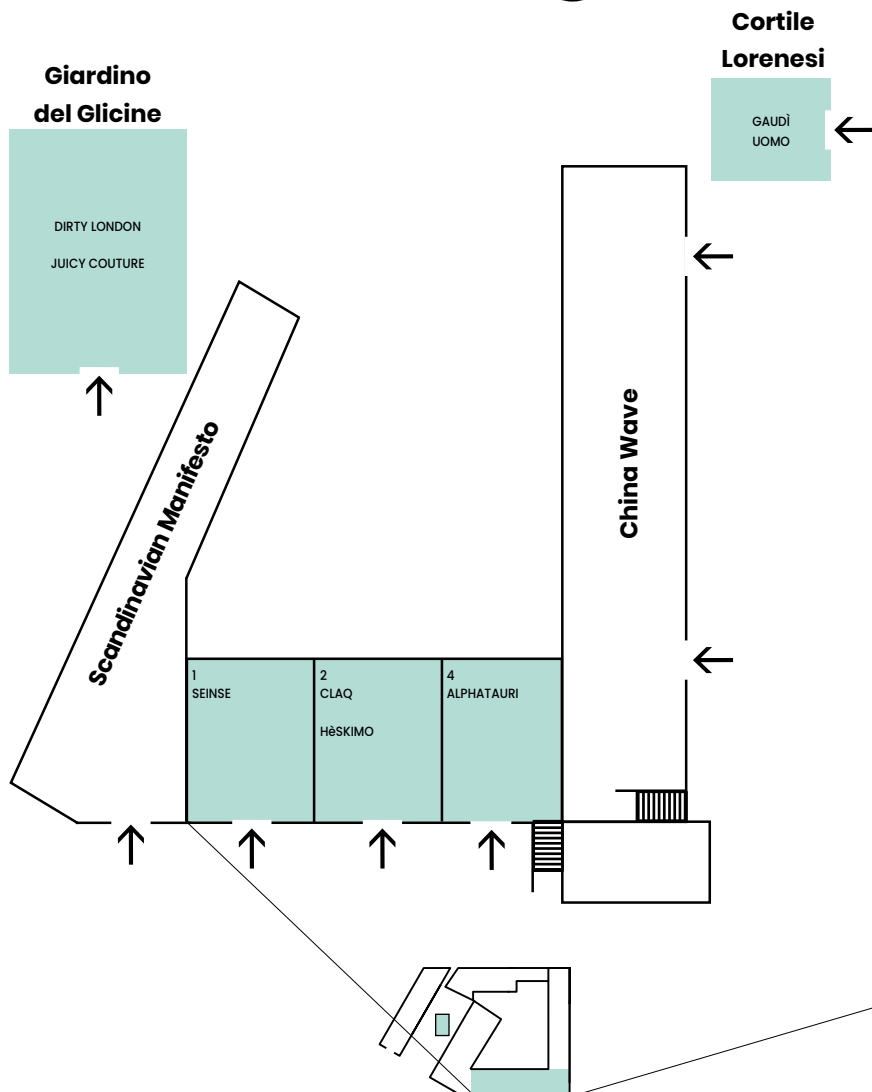 Cortile
Lorenesi
GAUDÌ
UOMO
Giardino
del Glicine
DIRTY LONDON
JUICY COUTURE
Scandinavian Manifesto
China Wave
1
SEINSE
2
CLAQ
HèSKIMO
4
ALPHATAURI